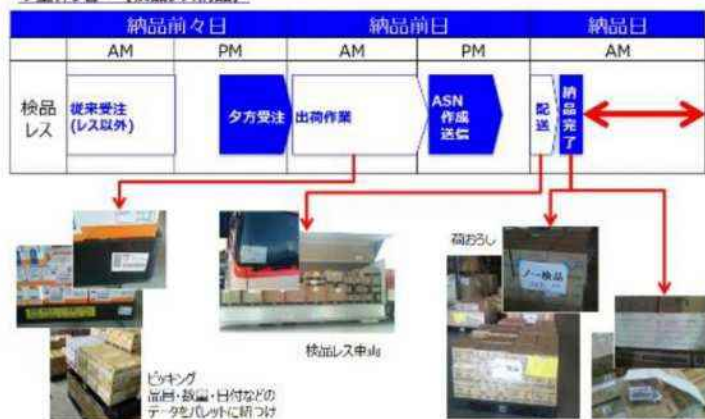 納品前々日 納品前日 納品日
AM PM AM PM AM
検品レス
従来受注
(レス以外)
夕方受注
出荷作業
ASN
作成
送信
配送
納品完了
荷おろし
ノー検品
検品レス車両
ピッキング
品目・数量・日付などの
データをパレットに紐づけ